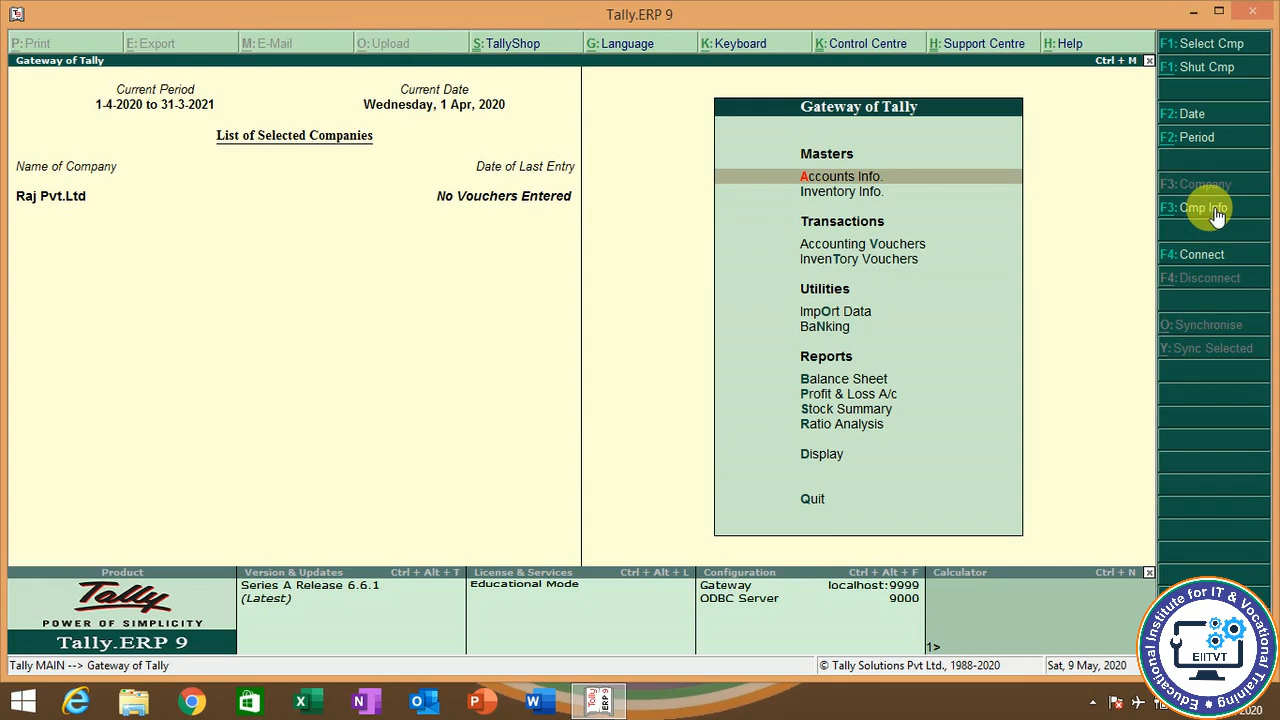 Tally.ERP 9
P: Print
E: Export
M: E-Mail
O: Upload
S: TallyShop
G: Language
K: Keyboard
K: Control Centre
H: Support Centre
H: Help
Gateway of Tally
Ctrl + M
Current Period
1-4-2020 to 31-3-2021
Current Date
Wednesday, 1 Apr, 2020
List of Selected Companies
Name of Company
Date of Last Entry
Raj Pvt.Ltd
No Vouchers Entered
Gateway of Tally
Masters
Accounts Info.
Inventory Info.
Transactions
Accounting Vouchers
InvenTory Vouchers
Utilities
ImpOrt Data
BaNking
Reports
Balance Sheet
Profit & Loss A/c
Stock Summary
Ratio Analysis
Display
Quit
F1: Select Cmp
F1: Shut Cmp
F2: Date
F2: Period
F3: Company
F3: Cmp Info
F4: Connect
F4: Disconnect
O: Synchronise
Y: Sync Selected
Product
Tally
POWER OF SIMPLICITY
Tally.ERP 9
Version & Updates
Ctrl + Alt + T
Series A Release 6.6.1
(Latest)
License & Services
Ctrl + Alt + L
Educational Mode
Configuration
Ctrl + Alt + F
Gateway
localhost:9999
ODBC Server
9000
Calculator
Ctrl + N
1>
Tally MAIN --> Gateway of Tally
© Tally Solutions Pvt Ltd., 1988-2020
Sat, 9 May, 2020
Educational Institute for IT & Vocational Training
EIITVT
2020